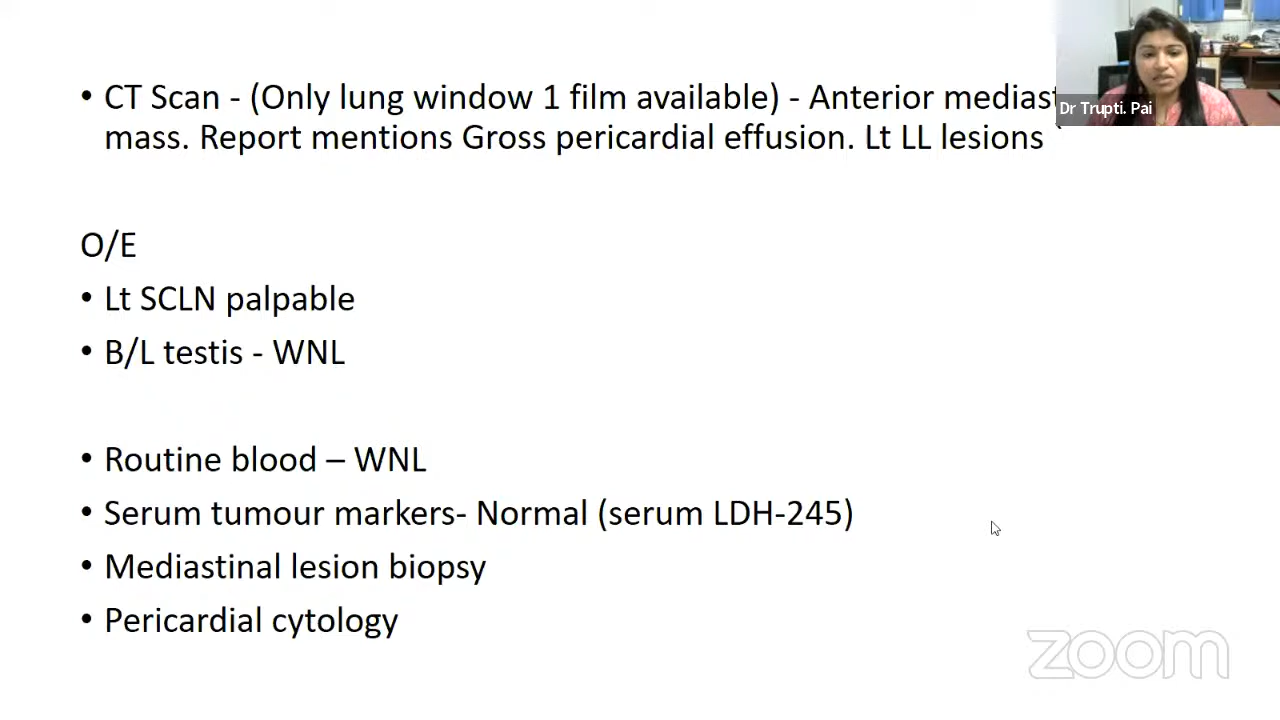 • CT Scan - (Only lung window 1 film available) - Anterior mediast
mass. Report mentions Gross pericardial effusion. Lt LL lesions `
Dr Trupti. Pai
O/E
• Lt SCLN palpable
• B/L testis - WNL
• Routine blood – WNL
• Serum tumour markers- Normal (serum LDH-245)
• Mediastinal lesion biopsy
• Pericardial cytology
zoom